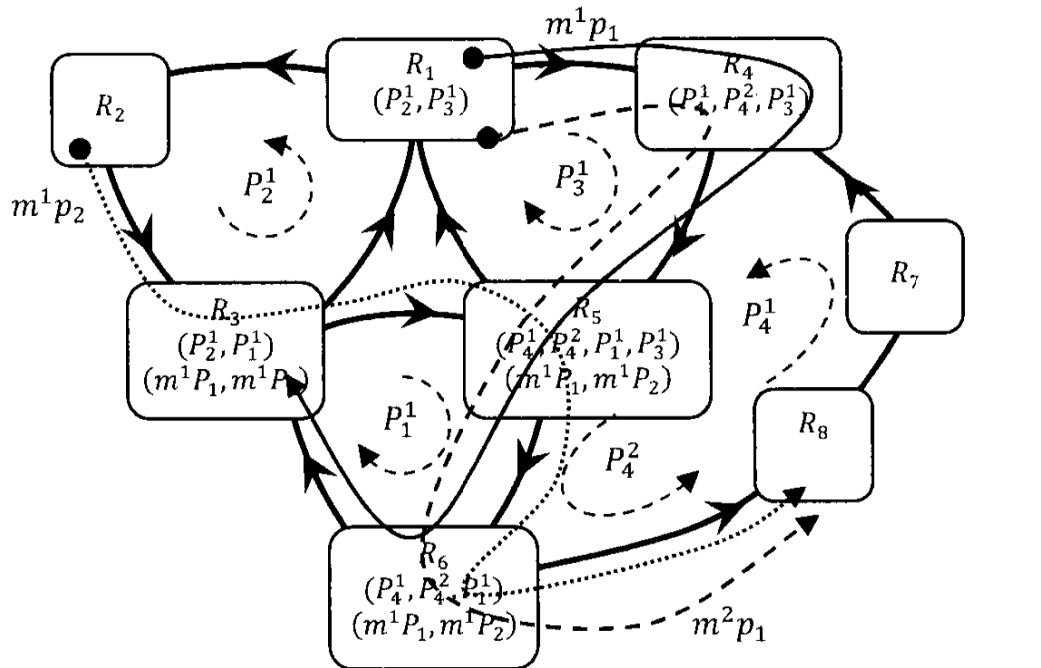 m¹p₁
R₁
(P₂¹, P₃¹)
R₄
(P₄¹, P₄², P₃¹)
R₂
P₂¹
P₃¹
m¹p₂
R₇
P₄¹
R₃
(P₂¹, P₁¹)
(m¹P₁, m¹P
R₅
(P₄¹, P₄², P₁¹, P₃¹)
(m¹P₁, m¹P₂)
P₁¹
P₄²
R₈
R₆
(P₄¹, P₄², P₁¹)
(m¹P₁, m¹P₂)
m²p₁